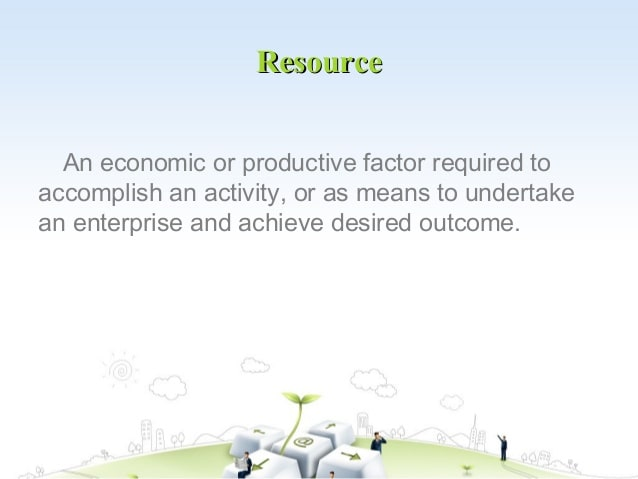 Resource
An economic or productive factor required to
accomplish an activity, or as means to undertake
an enterprise and achieve desired outcome.
@